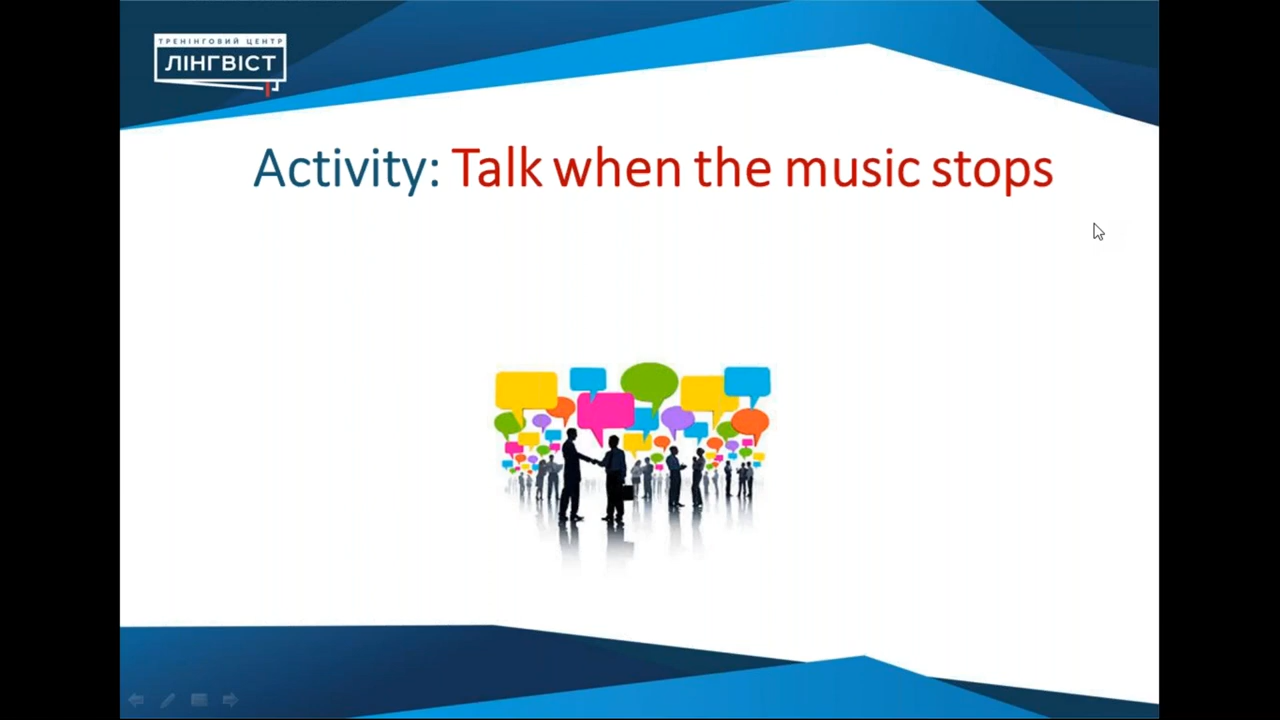 ТРЕНІНГОВИЙ ЦЕНТР
ЛІНГВІСТ
Activity: Talk when the music stops